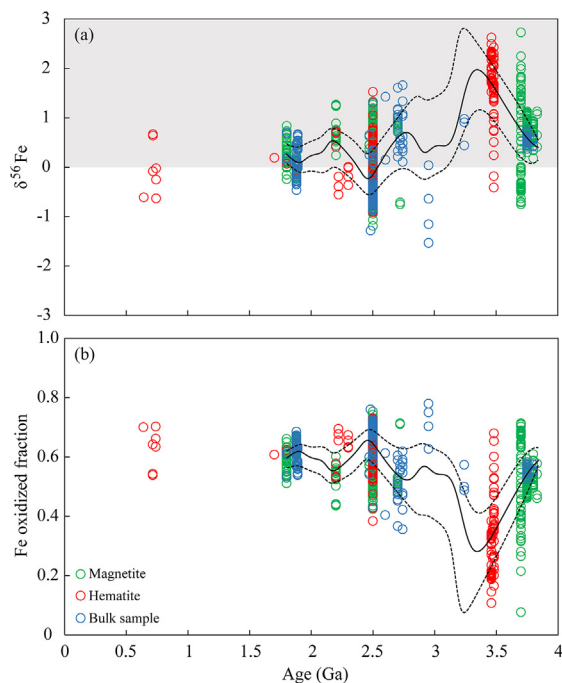 (a)
3
2
1
0
-1
-2
-3
δ⁵⁶Fe
(b)
1.0
0.8
0.6
0.4
0.2
0
Fe oxidized fraction
Magnetite
Hematite
Bulk sample
0 0.5 1 1.5 2 2.5 3 3.5 4
Age (Ga)